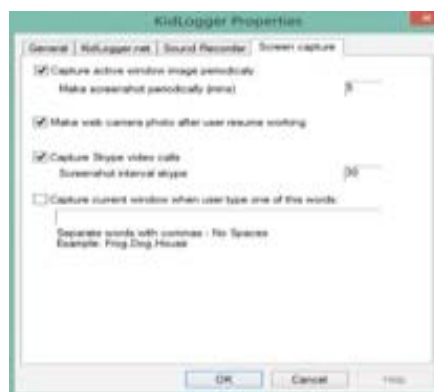 KidLogger Properties
General KidLogger.net Sound Recorder Screen capture
Capture active window image periodically
Make screenshot periodically (mins)
Make web camera photo after user resume working
Capture Skype video calls
Screenshot interval skype 30
Capture current window when user type one of this words:
Separate words with commas - No Spaces
Example: Frog,Dog,House
OK Cancel Help